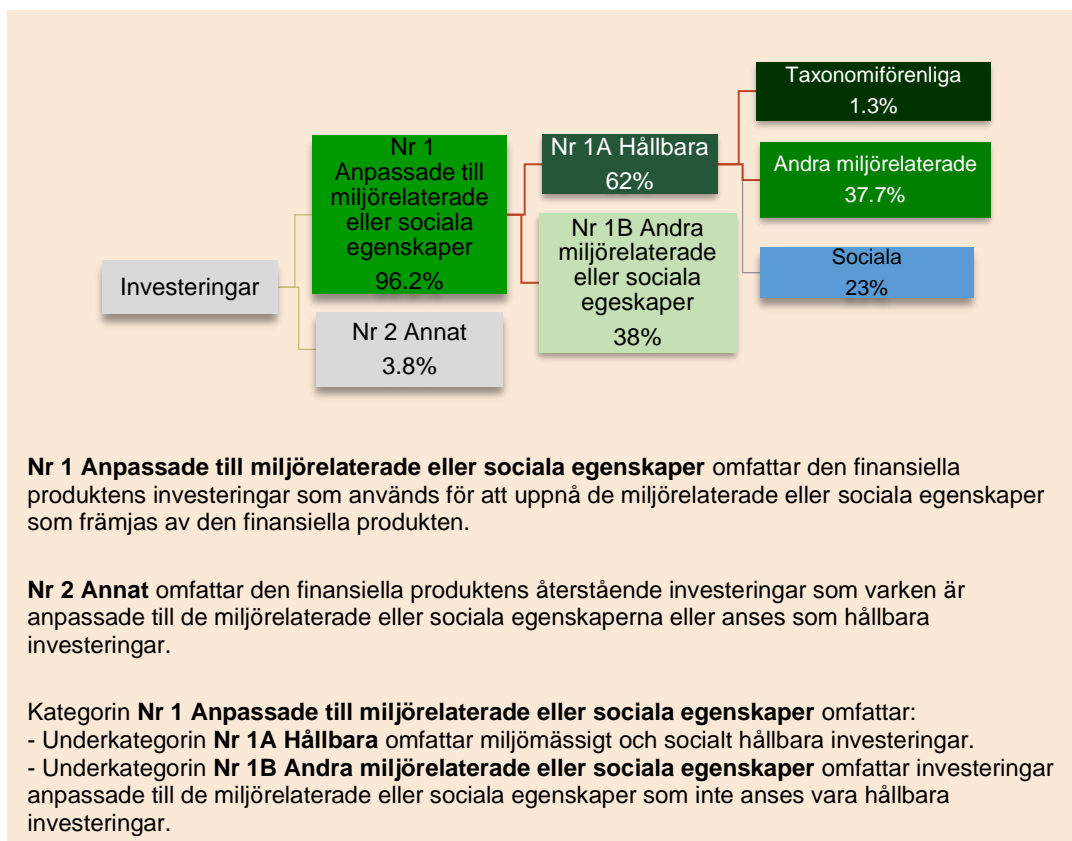 Investeringar
Nr 1
Anpassade till
miljörelaterade
eller sociala
egenskaper
96.2%
Nr 2 Annat
3.8%
Nr 1A Hållbara
62%
Nr 1B Andra
miljörelaterade
eller sociala
egeskaper
38%
Taxonomiförenliga
1.3%
Andra miljörelaterade
37.7%
Sociala
23%
Nr 1 Anpassade till miljörelaterade eller sociala egenskaper omfattar den finansiella
produktens investeringar som används för att uppnå de miljörelaterade eller sociala egenskaper
som främjas av den finansiella produkten.
Nr 2 Annat omfattar den finansiella produktens återstående investeringar som varken är
anpassade till de miljörelaterade eller sociala egenskaperna eller anses som hållbara
investeringar.
Kategorin Nr 1 Anpassade till miljörelaterade eller sociala egenskaper omfattar:
- Underkategorin Nr 1A Hållbara omfattar miljömässigt och socialt hållbara investeringar.
- Underkategorin Nr 1B Andra miljörelaterade eller sociala egenskaper omfattar investeringar
anpassade till de miljörelaterade eller sociala egenskaper som inte anses vara hållbara
investeringar.